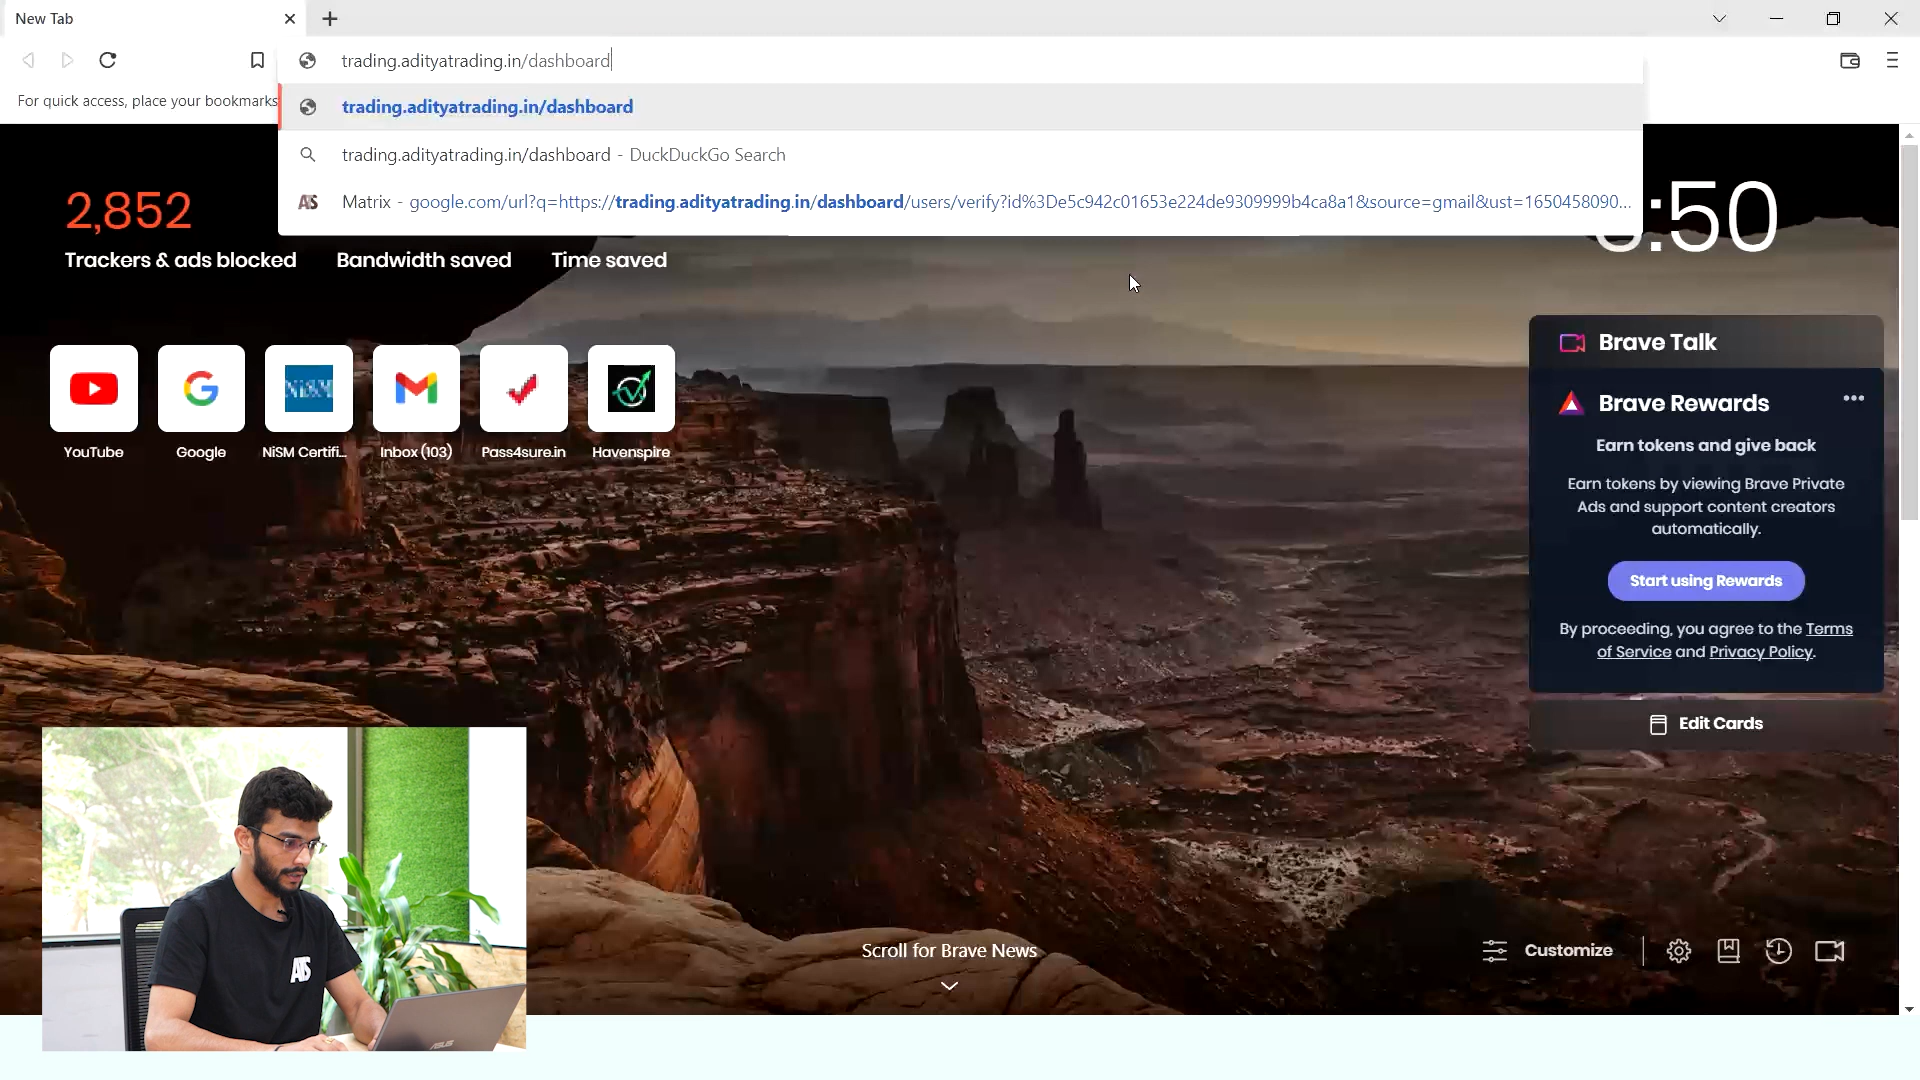 New Tab
trading.adityatrading.in/dashboard
For quick access, place your bookmarks
trading.adityatrading.in/dashboard
trading.adityatrading.in/dashboard - DuckDuckGo Search
Matrix - google.com/url?q=https://trading.adityatrading.in/dashboard/users/verify?id%3De5c942c01653e224de9309999b4ca8a1&source=gmail&ust=1650458090...
2,852
:50
Trackers & ads blocked
Bandwidth saved
Time saved
YouTube
Google
NiSM
NiSM Certifi...
Inbox (103)
Pass4sure.in
Havenspire
Brave Talk
Brave Rewards
Earn tokens and give back
Earn tokens by viewing Brave Private
Ads and support content creators
automatically.
Start using Rewards
By proceeding, you agree to the Terms
of Service and Privacy Policy.
Edit Cards
Scroll for Brave News
Customize
ATS
ASUS